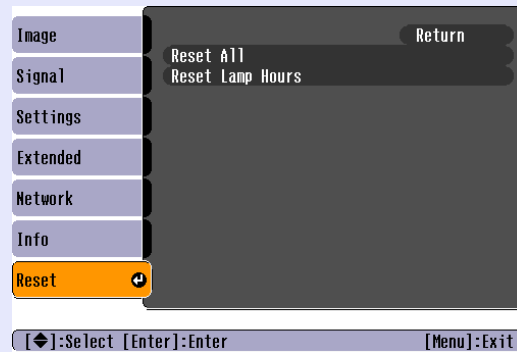 Image
Signal
Settings
Extended
Network
Info
Reset
Return
Reset All
Reset Lamp Hours
[◆]:Select [Enter]:Enter [Menu]:Exit